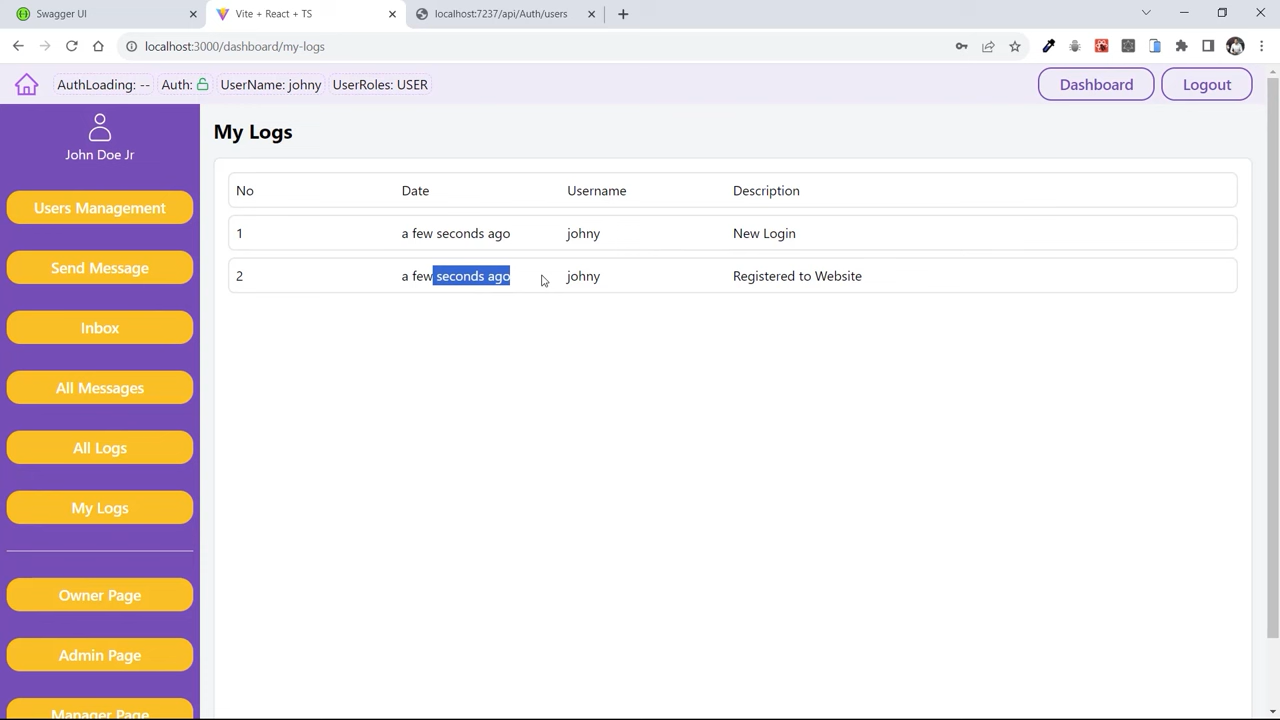 Swagger UI
Vite + React + TS
localhost:7237/api/Auth/users
localhost:3000/dashboard/my-logs
AuthLoading: --
Auth:
UserName: johny
UserRoles: USER
Dashboard
Logout
John Doe Jr
Users Management
Send Message
Inbox
All Messages
All Logs
My Logs
Owner Page
Admin Page
Manager Page
My Logs
No Date Username Description
1 a few seconds ago johny New Login
2 a few seconds ago johny Registered to Website